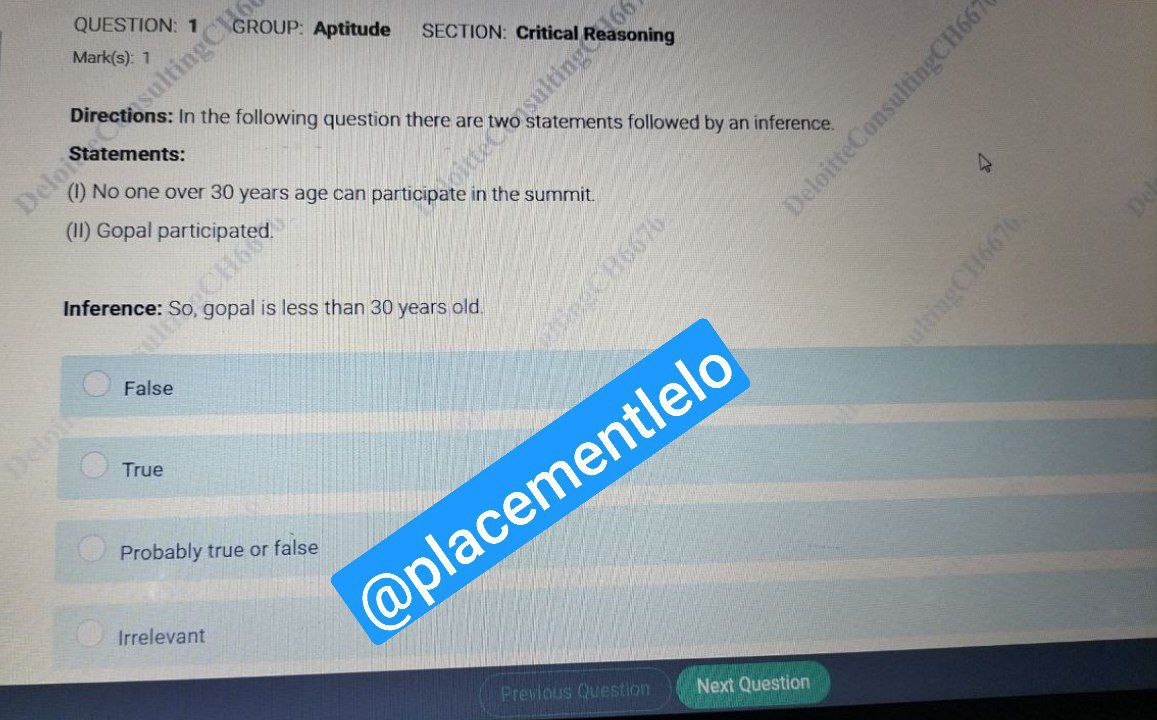 QUESTION: 1 GROUP: Aptitude SECTION: Critical Reasoning
Mark(s): 1
Directions: In the following question there are two statements followed by an inference.
Statements:
(I) No one over 30 years age can participate in the summit.
(II) Gopal participated.
Inference: So, gopal is less than 30 years old.
False
True
Probably true or false
Irrelevant
@placementlelo
Previous Question Next Question
DeloitteConsultingCH6676